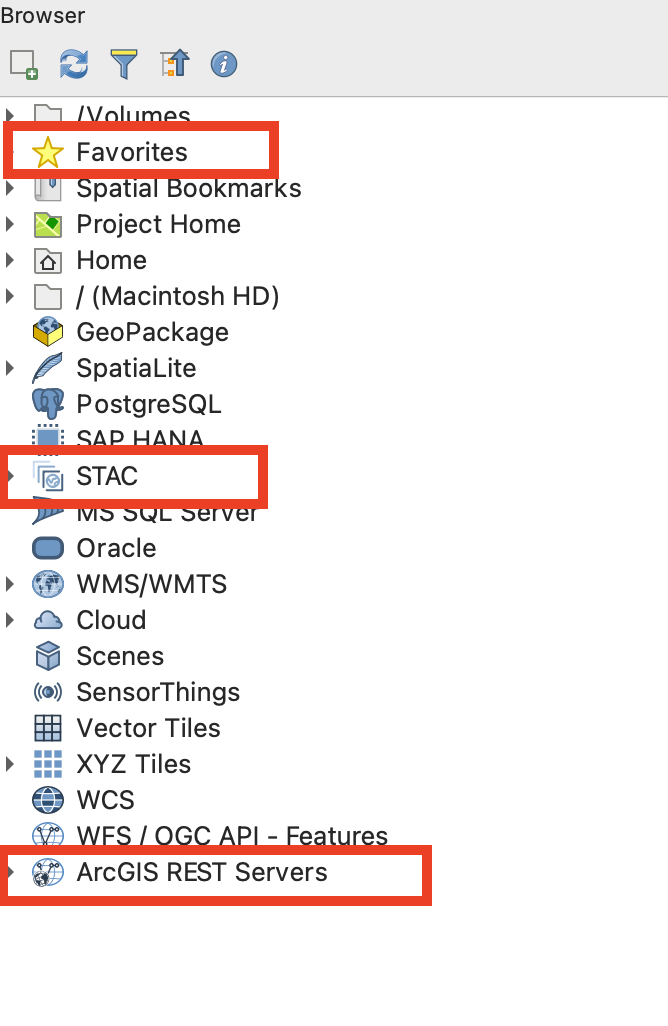 Browser
/Volumes
Favorites
Spatial Bookmarks
Project Home
Home
/ (Macintosh HD)
GeoPackage
SpatiaLite
PostgreSQL
SAP HANA
STAC
MS SQL Server
Oracle
WMS/WMTS
Cloud
Scenes
SensorThings
Vector Tiles
XYZ Tiles
WCS
WFS / OGC API - Features
ArcGIS REST Servers